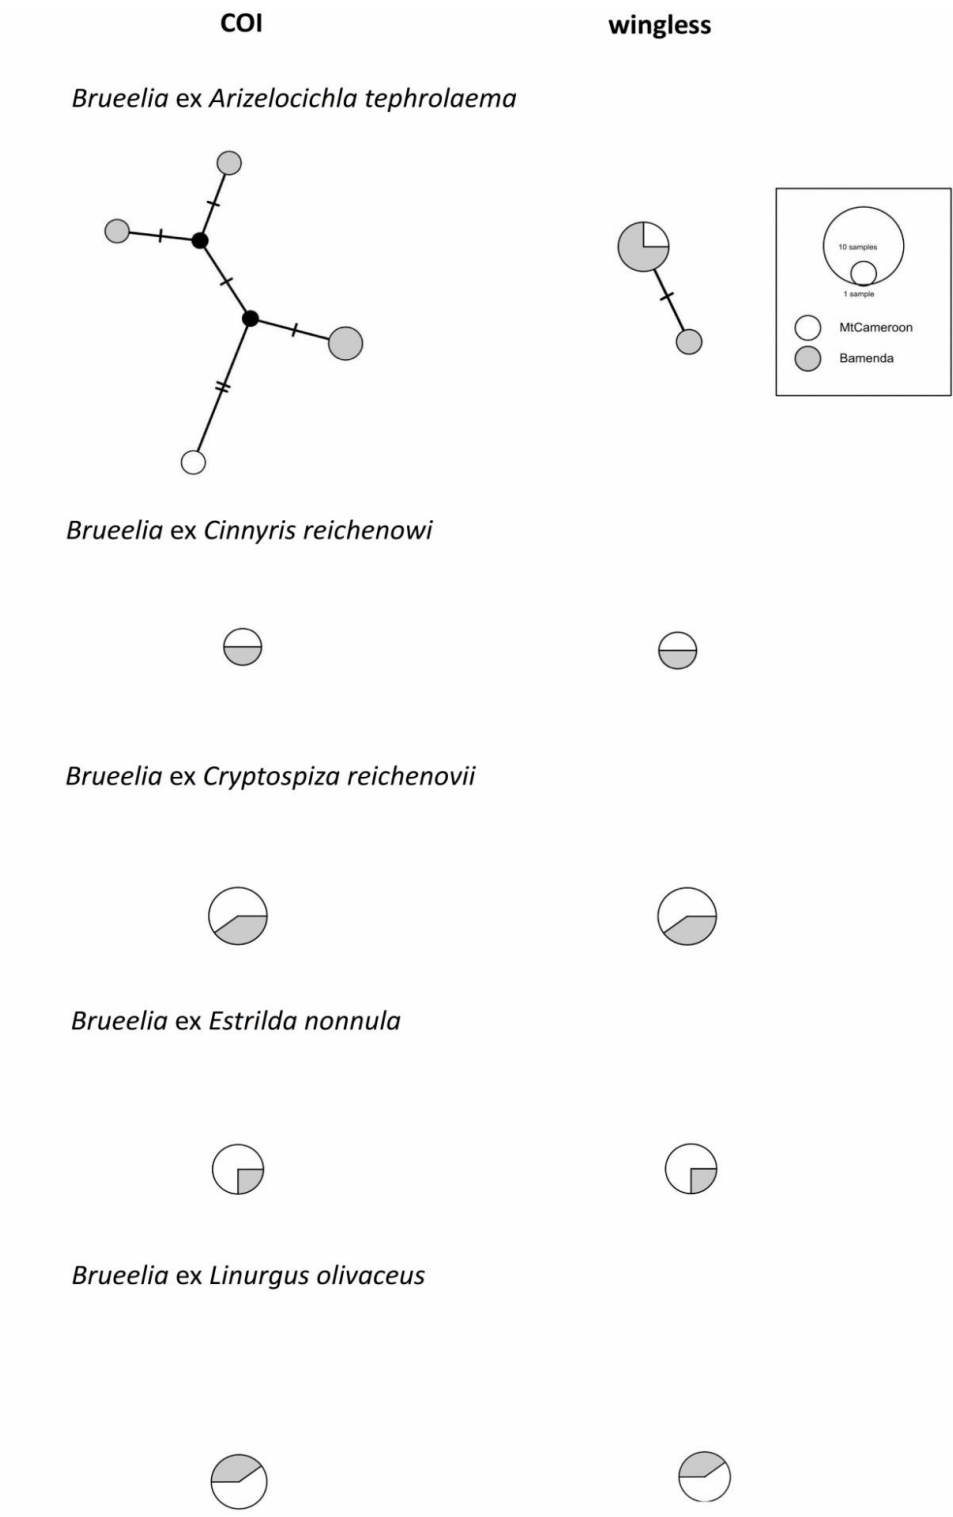 COI wingless
Brueelia ex Arizelocichla tephrolaema
10 samples
1 sample
MtCameroon
Bamenda
Brueelia ex Cinnyris reichenowi
Brueelia ex Cryptospiza reichenovii
Brueelia ex Estrilda nonnula
Brueelia ex Linurgus olivaceus